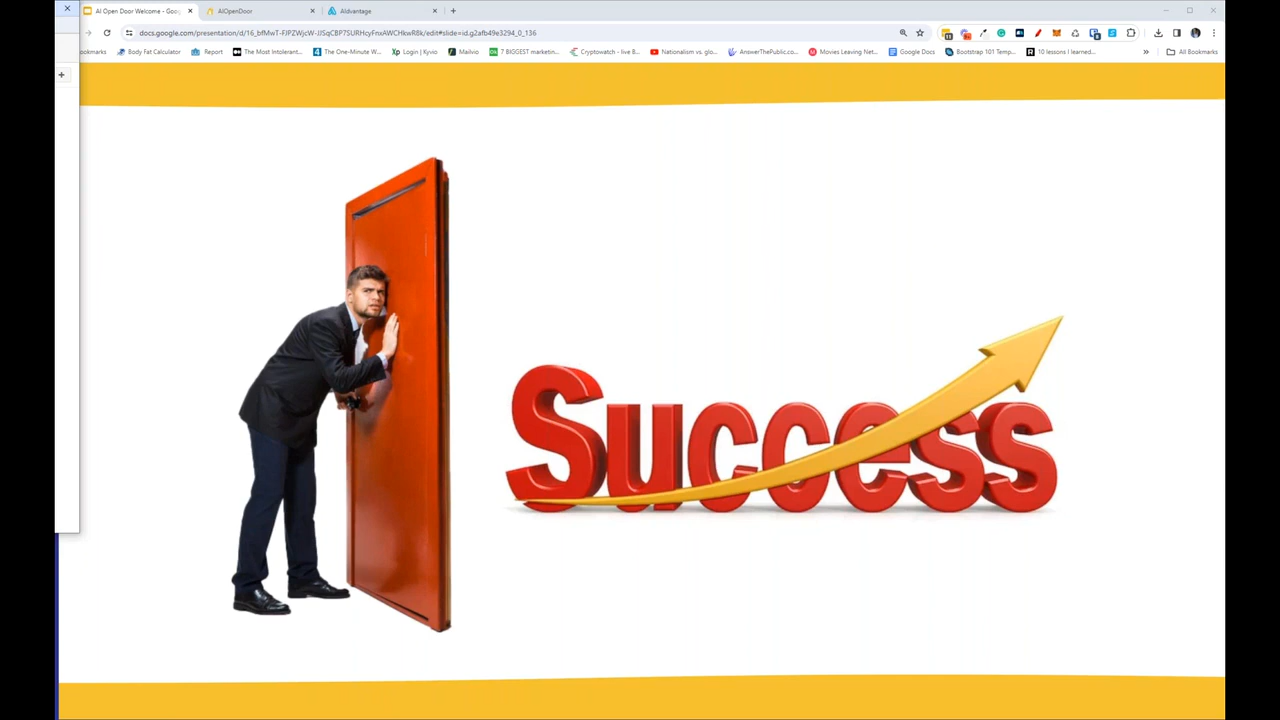 AI Open Door Welcome - Goo
AIOpenDoor
AIdvantage
docs.google.com/presentation/d/16_bfMwT-FJPZWjcW-JJSqCBP7SURHcyFnxAWCHkwR8k/edit#slide=id.g2afb49e3294_0_136
okmarks
Body Fat Calculator
Report
The Most Intolerant...
The One-Minute W...
Login | Kyvio
Mailvio
7 BIGGEST marketin...
Cryptowatch - live B...
Nationalism vs. glo...
AnswerThePublic.co...
Movies Leaving Net...
Google Docs
Bootstrap 101 Temp...
10 lessons I learned...
All Bookmarks
Success